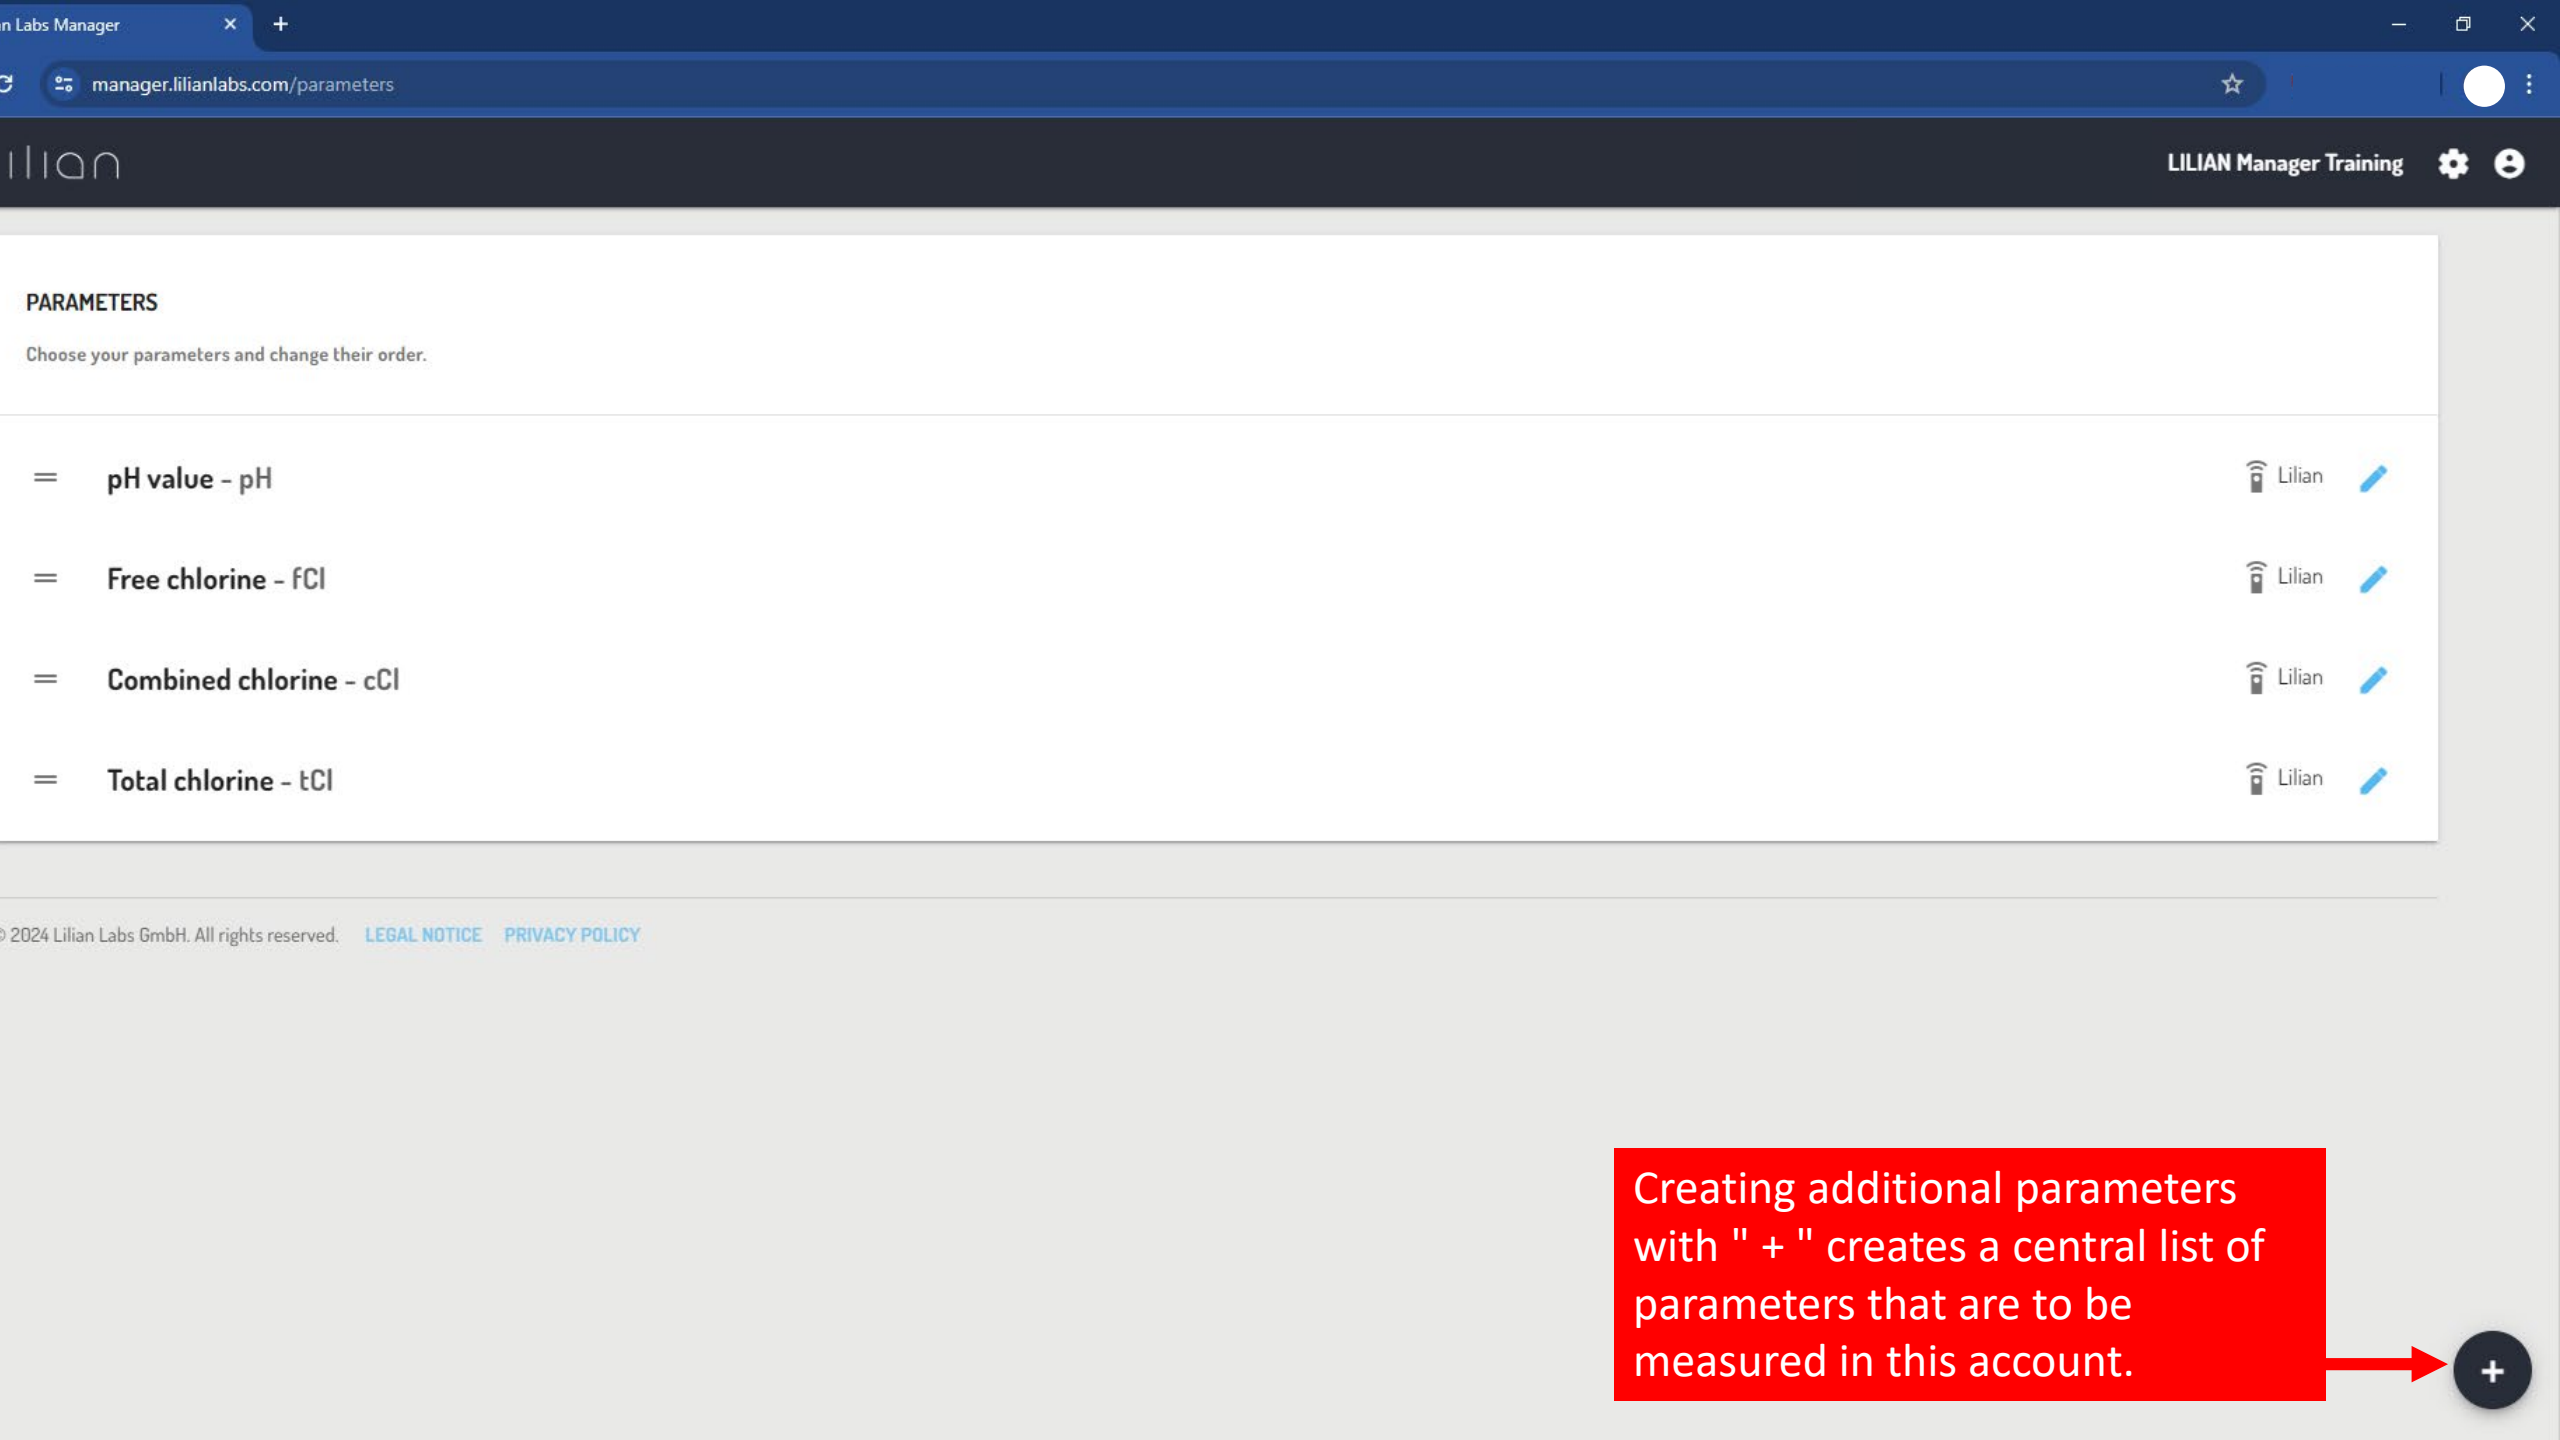 n Labs Manager
manager.lilianlabs.com/parameters
ilian
LILIAN Manager Training
PARAMETERS
Choose your parameters and change their order.
pH value - pH
Lilian
Free chlorine - fCl
Lilian
Combined chlorine - cCl
Lilian
Total chlorine - tCl
Lilian
© 2024 Lilian Labs GmbH. All rights reserved. LEGAL NOTICE PRIVACY POLICY
Creating additional parameters
with " + " creates a central list of
parameters that are to be
measured in this account.
+